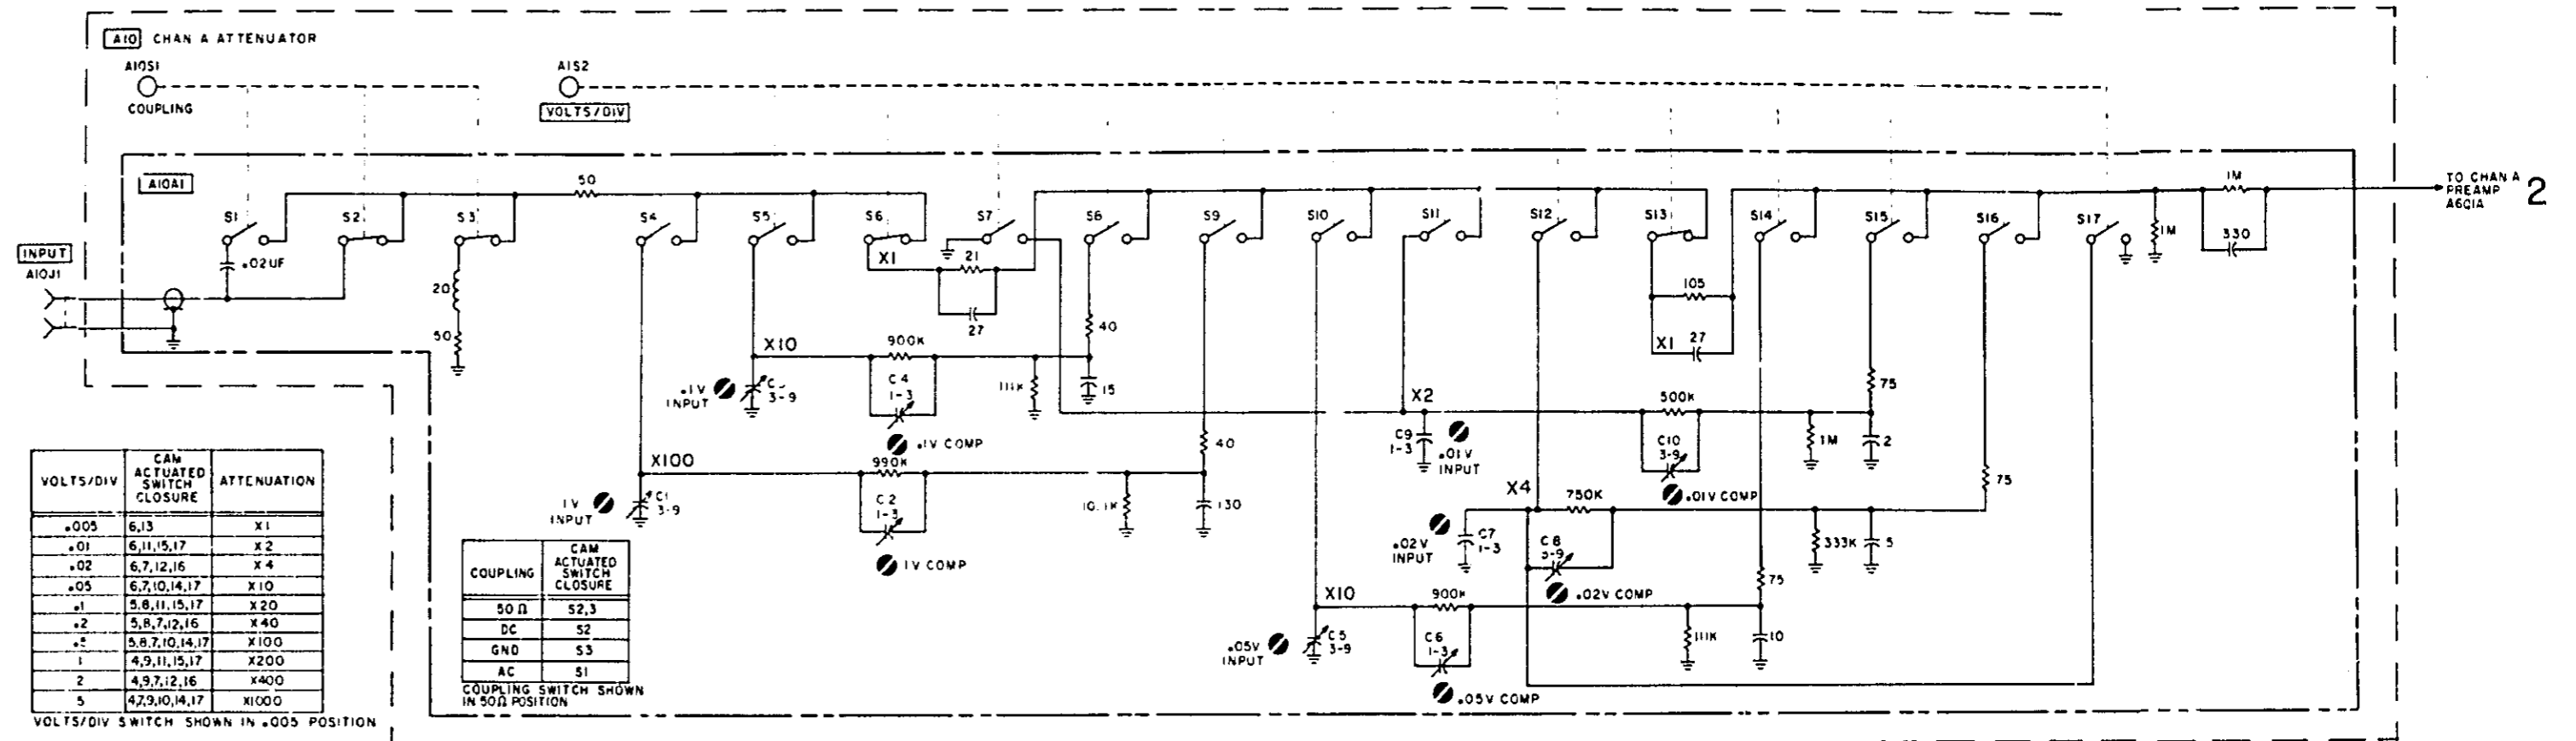 A10 CHAN A ATTENUATOR
A10S1
COUPLING
A1S2
VOLTS/DIV
A10A1
50
1M
TO CHAN A
PREAMP
A6Q1A
2
S1
S2
S3
S4
S5
S6
S7
S6
S9
S10
S11
S12
S13
S14
S15
S16
S17
1M
330
INPUT
A10J1
.02UF
20
50
X1
21
27
40
105
X1 27
X10
900K
.1V
INPUT
3-9
C4
1-3
.1V COMP
111K
15
X2
500K
75
C9
1-3
.01V
INPUT
C10
3-9
.01V COMP
1M
2
X100
990K
40
1V
INPUT
C1
3-9
C2
1-3
1V COMP
10.1K
130
X4
750K
75
.02V
INPUT
C7
1-3
C8
.02V COMP
333K
5
75
X10
900K
.05V
INPUT
C5
3-9
C6
1-3
.05V COMP
111K
10
VOLTS/DIV
CAM
ACTUATED
SWITCH
CLOSURE
ATTENUATION
.005 6,13 X1
.01 6,11,15,17 X2
.02 6,7,12,16 X4
.05 6,7,10,14,17 X10
.1 5,8,11,15,17 X20
.2 5,8,7,12,16 X40
5,8,7,10,14,17 X100
1 4,9,11,15,17 X200
2 4,9,7,12,16 X400
5 4,7,9,10,14,17 X1000
VOLTS/DIV SWITCH SHOWN IN .005 POSITION
COUPLING
CAM
ACTUATED
SWITCH
CLOSURE
50 Ω S2,3
DC S2
GND S3
AC S1
COUPLING SWITCH SHOWN
IN 50Ω POSITION